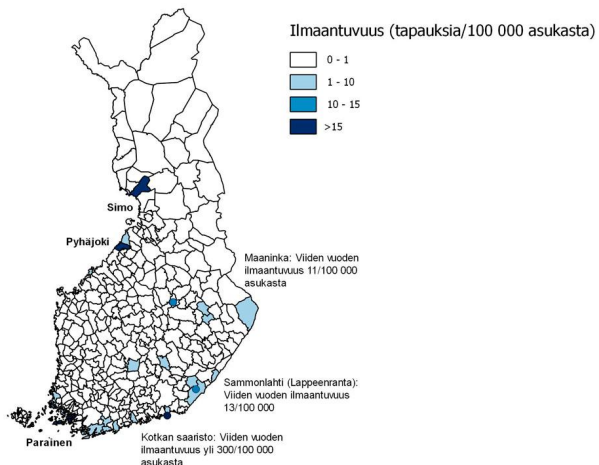 Ilmaantuvuus (tapauksia/100 000 asukasta)
0 - 1
1 - 10
10 - 15
>15
Simo
Pyhäjoki
Maaninka: Viiden vuoden
ilmaantuvuus 11/100 000
asukasta
Sammonlahti (Lappeenranta):
Viiden vuoden ilmaantuvuus
13/100 000
Parainen
Kotkan saaristo: Viiden vuoden
ilmaantuvuus yli 300/100 000
asukasta